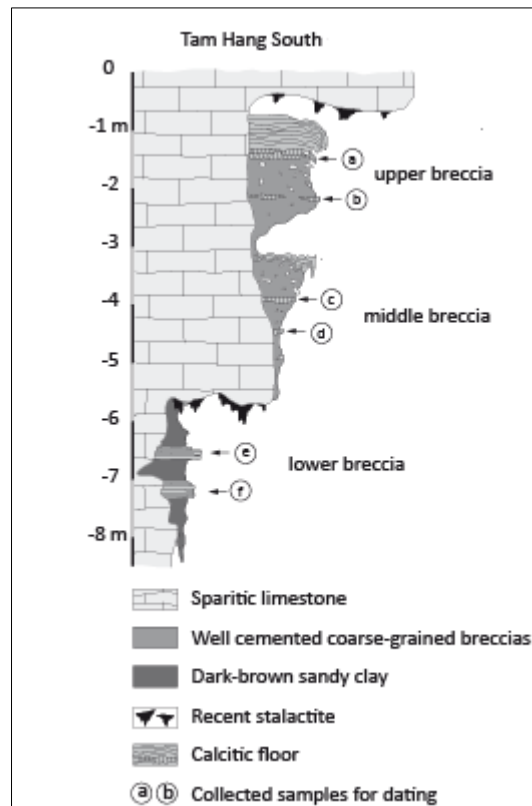 Tam Hang South
0
-1 m
a
upper breccia
-2
b
-3
-4
c
middle breccia
d
-5
-6
e
lower breccia
-7
f
-8 m
Sparitic limestone
Well cemented coarse-grained breccias
Dark-brown sandy clay
Recent stalactite
Calcitic floor
a b Collected samples for dating